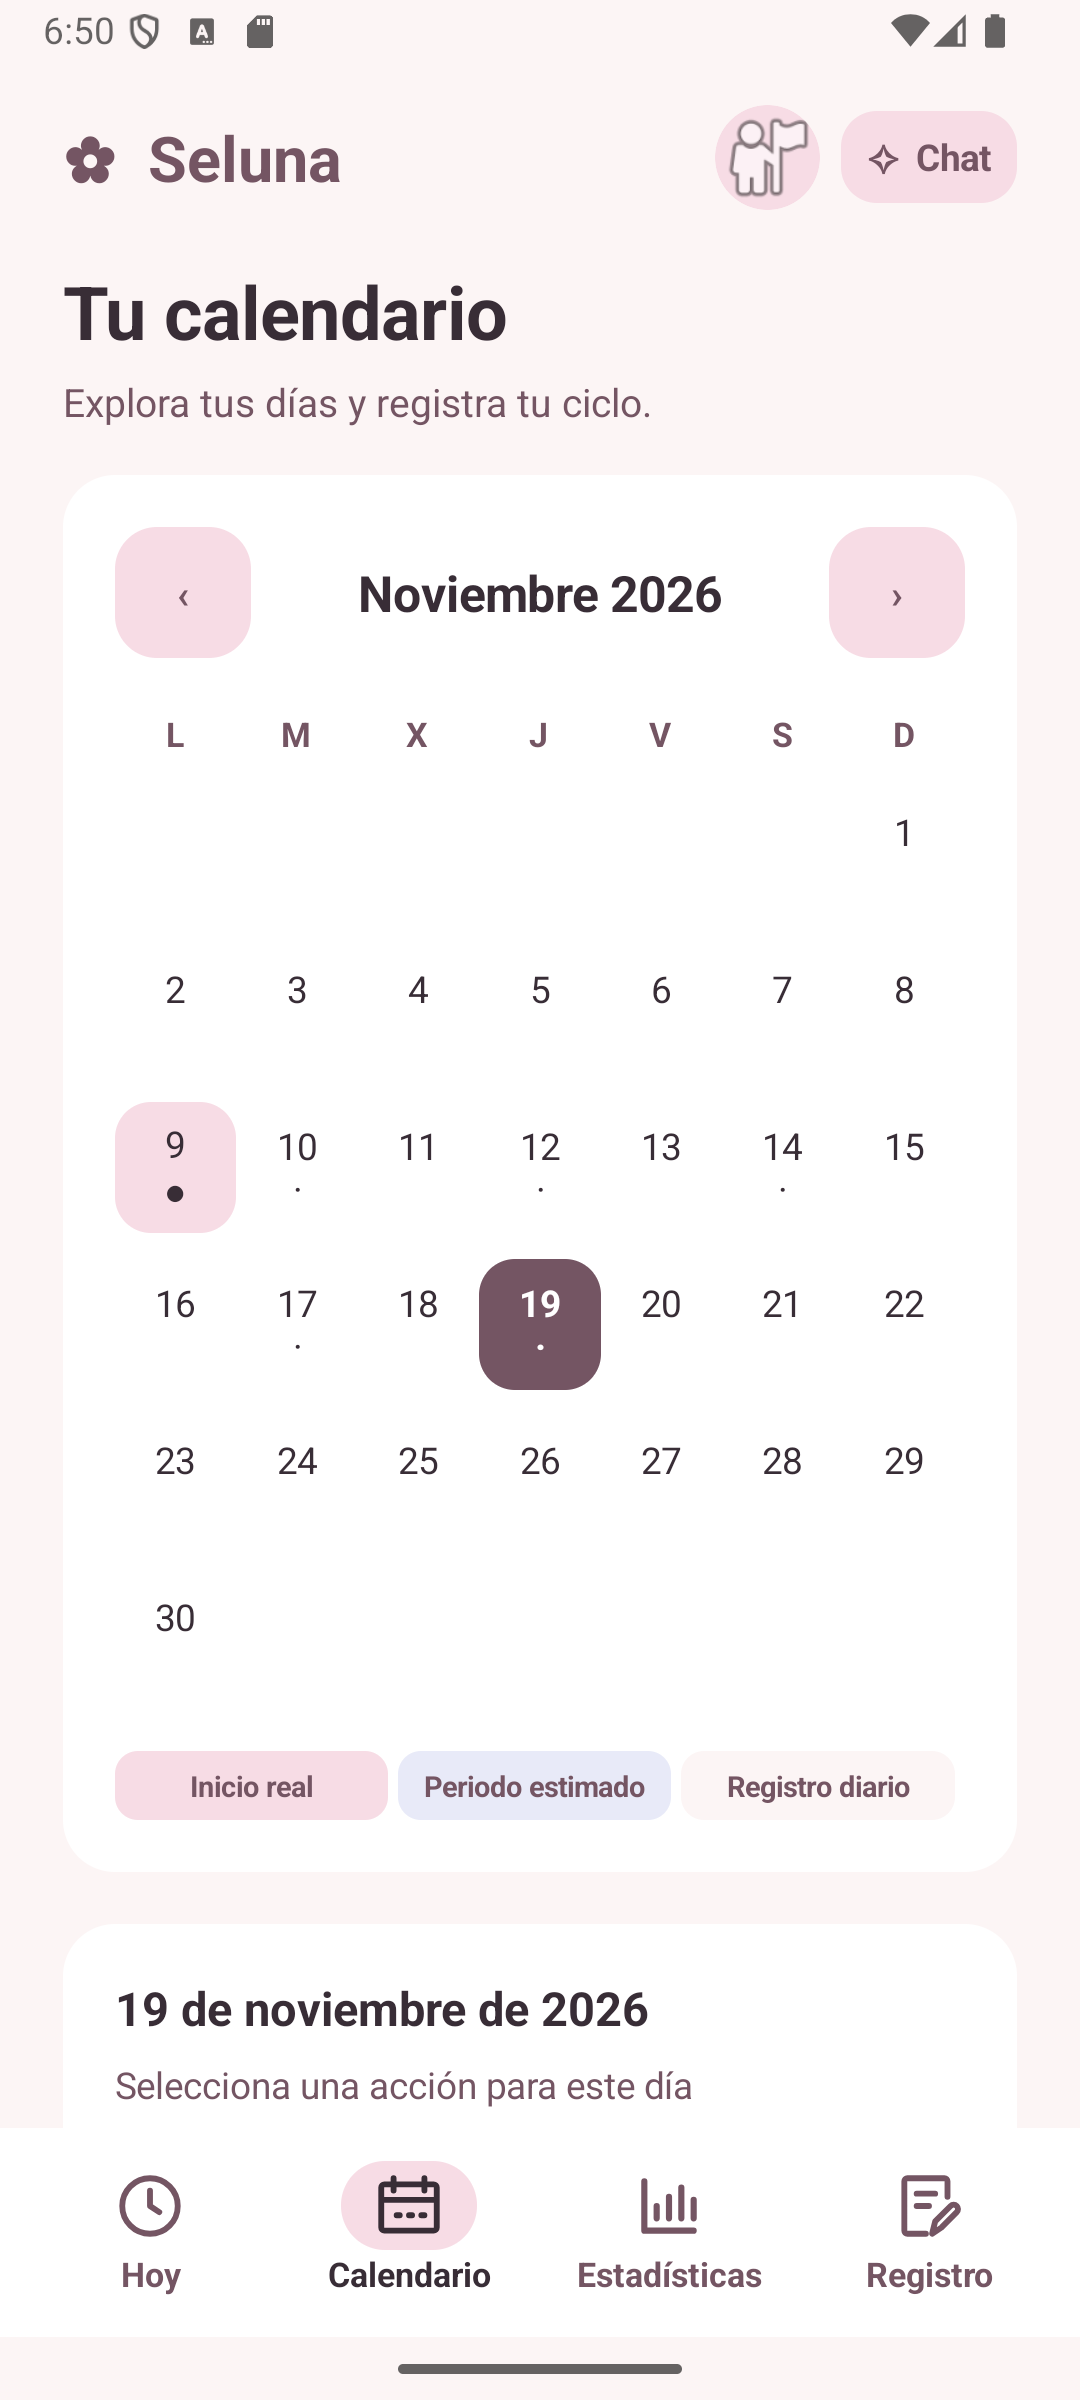 6:50
Seluna
Chat
Tu calendario
Explora tus días y registra tu ciclo.
‹ Noviembre 2026 ›
L M X J V S D
1
2 3 4 5 6 7 8
9 10 11 12 13 14 15
16 17 18 19 20 21 22
23 24 25 26 27 28 29
30
Inicio real Periodo estimado Registro diario
19 de noviembre de 2026
Selecciona una acción para este día
Hoy Calendario Estadísticas Registro